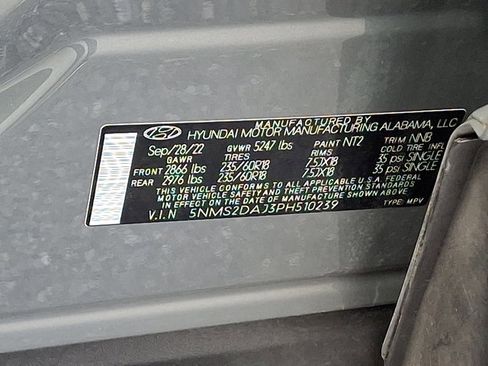 MANUFACTURED BY
HYUNDAI MOTOR MANUFACTURING ALABAMA, LLC
Sep/28/22 GVWR 5247 lbs PAINT NT2 TRIM NNB
GAWR TIRES RIMS COLD TIRE INFL
FRONT 2866 lbs 235/60R18 7.5JX18 35 psi SINGLE
REAR 2976 lbs 235/60R18 7.5JX18 35 psi SINGLE
THIS VEHICLE CONFORMS TO ALL APPLICABLE U.S.A. FEDERAL
MOTOR VEHICLE SAFETY AND THEFT PREVENTION STANDARDS
IN EFFECT ON THE DATE OF MANUFACTURE SHOWN ABOVE.
V.I.N 5NMS2DAJ3PH510239 TYPE: MPV